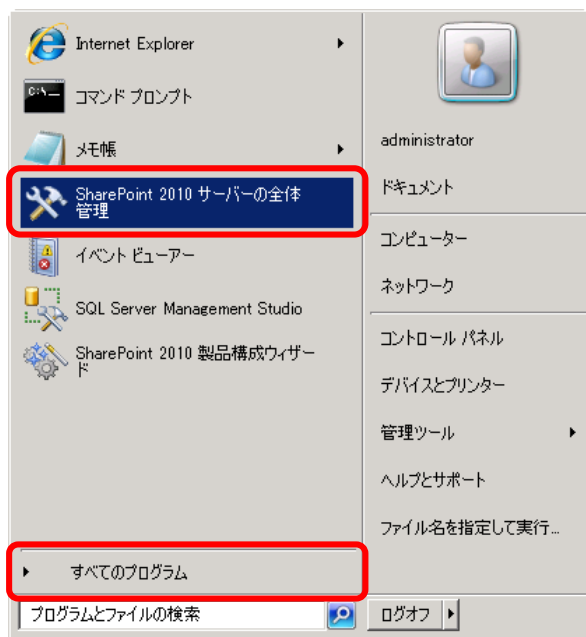 Internet Explorer
コマンド プロンプト
メモ帳
SharePoint 2010 サーバーの全体
管理
イベント ビューアー
SQL Server Management Studio
SharePoint 2010 製品構成ウィザー
ド
すべてのプログラム
プログラムとファイルの検索
administrator
ドキュメント
コンピューター
ネットワーク
コントロール パネル
デバイスとプリンター
管理ツール
ヘルプとサポート
ファイル名を指定して実行...
ログオフ